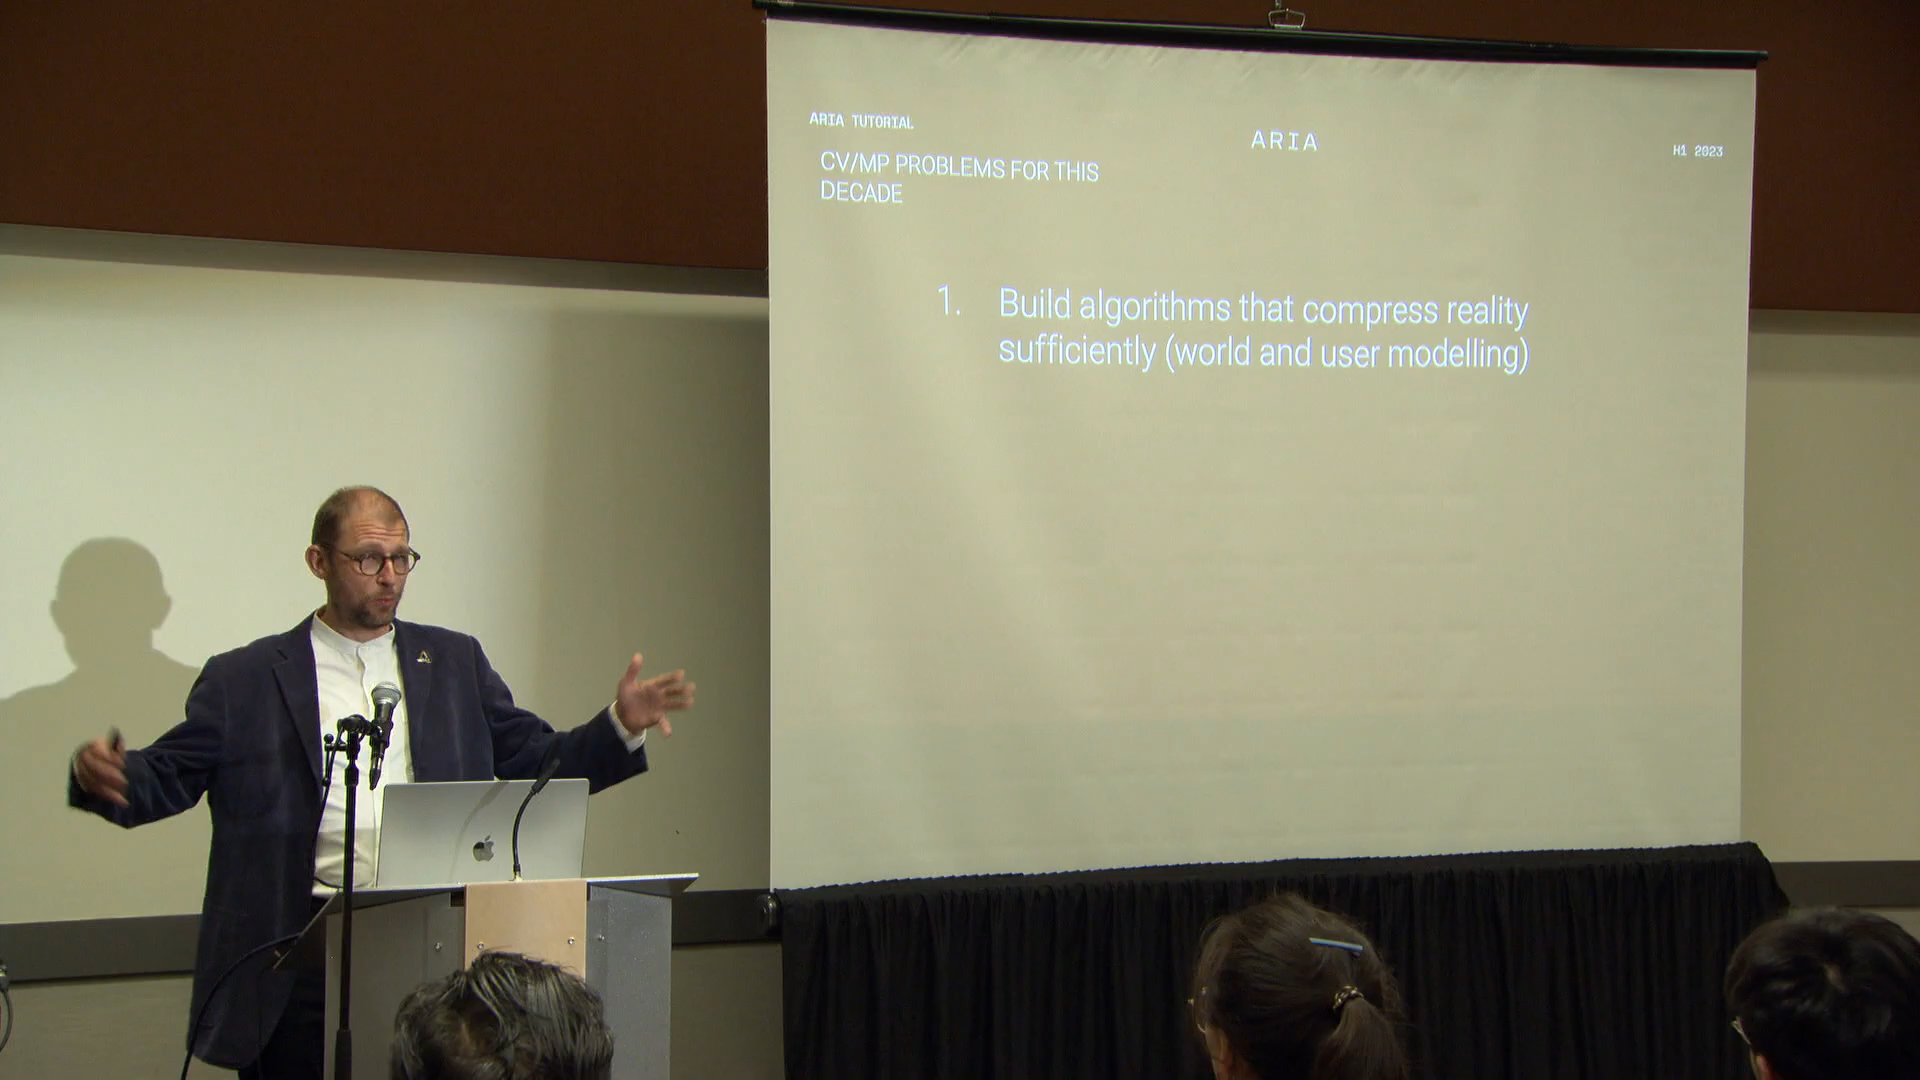 ARIA TUTORIAL
ARIA
H1 2023
CV/MP PROBLEMS FOR THIS
DECADE
1. Build algorithms that compress reality
sufficiently (world and user modelling)